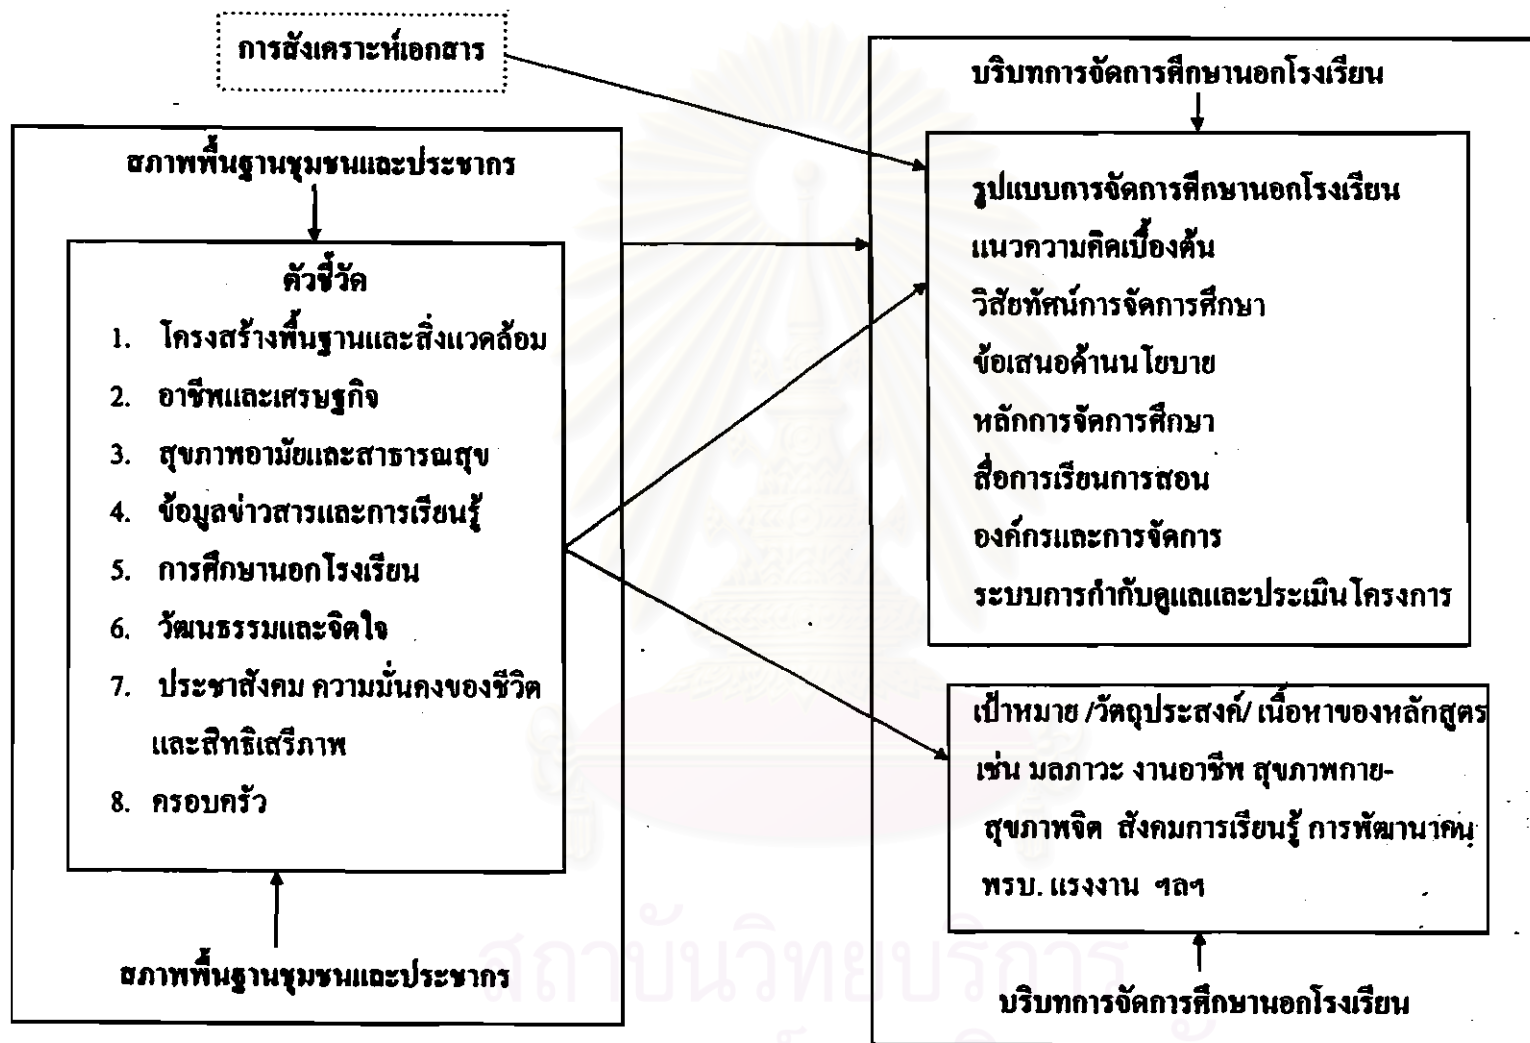 การสังเคราะห์เอกสาร
สภาพพื้นฐานชุมชนและประชากร
ตัวชี้วัด
1. โครงสร้างพื้นฐานและสิ่งแวดล้อม
2. อาชีพและเศรษฐกิจ
3. สุขภาพอามัยและสาธารณสุข
4. ข้อมูลข่าวสารและการเรียนรู้
5. การศึกษานอกโรงเรียน
6. วัฒนธรรมและจิตใจ
7. ประชาสังคม ความมั่นคงของชีวิต
และสิทธิเสรีภาพ
8. ครอบครัว
สภาพพื้นฐานชุมชนและประชากร
บริบทการจัดการศึกษานอกโรงเรียน
รูปแบบการจัดการศึกษานอกโรงเรียน
แนวความคิดเบื้องต้น
วิสัยทัศน์การจัดการศึกษา
ข้อเสนอด้านนโยบาย
หลักการจัดการศึกษา
สื่อการเรียนการสอน
องค์กรและการจัดการ
ระบบการกำกับดูแลและประเมินโครงการ
เป้าหมาย /วัตถุประสงค์/ เนื้อหาของหลักสูตร
เช่น มลภาวะ งานอาชีพ สุขภาพกาย-
สุขภาพจิต สังคมการเรียนรู้ การพัฒานาคน
พรบ. แรงงาน ฯลฯ
บริบทการจัดการศึกษานอกโรงเรียน
สถาบันวิทยบริการ